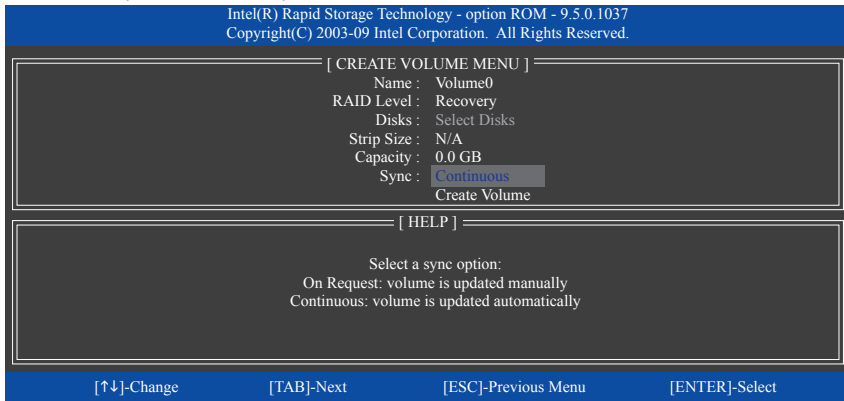 Intel(R) Rapid Storage Technology - option ROM - 9.5.0.1037
Copyright(C) 2003-09 Intel Corporation. All Rights Reserved.
[ CREATE VOLUME MENU ]
Name : Volume0
RAID Level : Recovery
Disks : Select Disks
Strip Size : N/A
Capacity : 0.0 GB
Sync : Continuous
Create Volume
[ HELP ]
Select a sync option:
On Request: volume is updated manually
Continuous: volume is updated automatically
[↑↓]-Change [TAB]-Next [ESC]-Previous Menu [ENTER]-Select